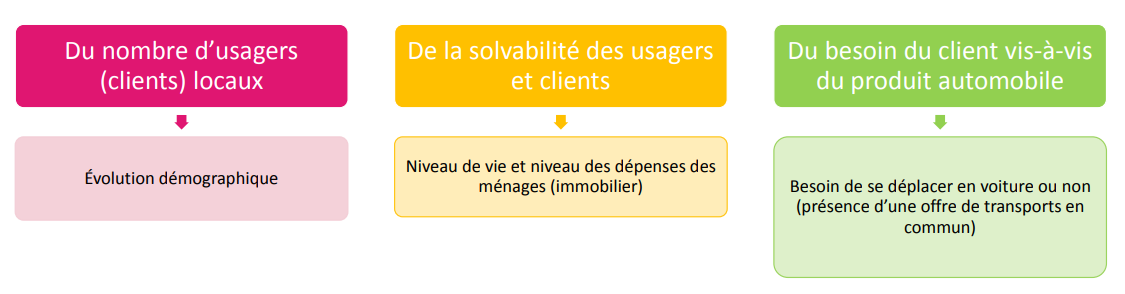 Du nombre d’usagers
(clients) locaux
Évolution démographique
De la solvabilité des usagers
et clients
Niveau de vie et niveau des dépenses des
ménages (immobilier)
Du besoin du client vis-à-vis
du produit automobile
Besoin de se déplacer en voiture ou non
(présence d’une offre de transports en
commun)